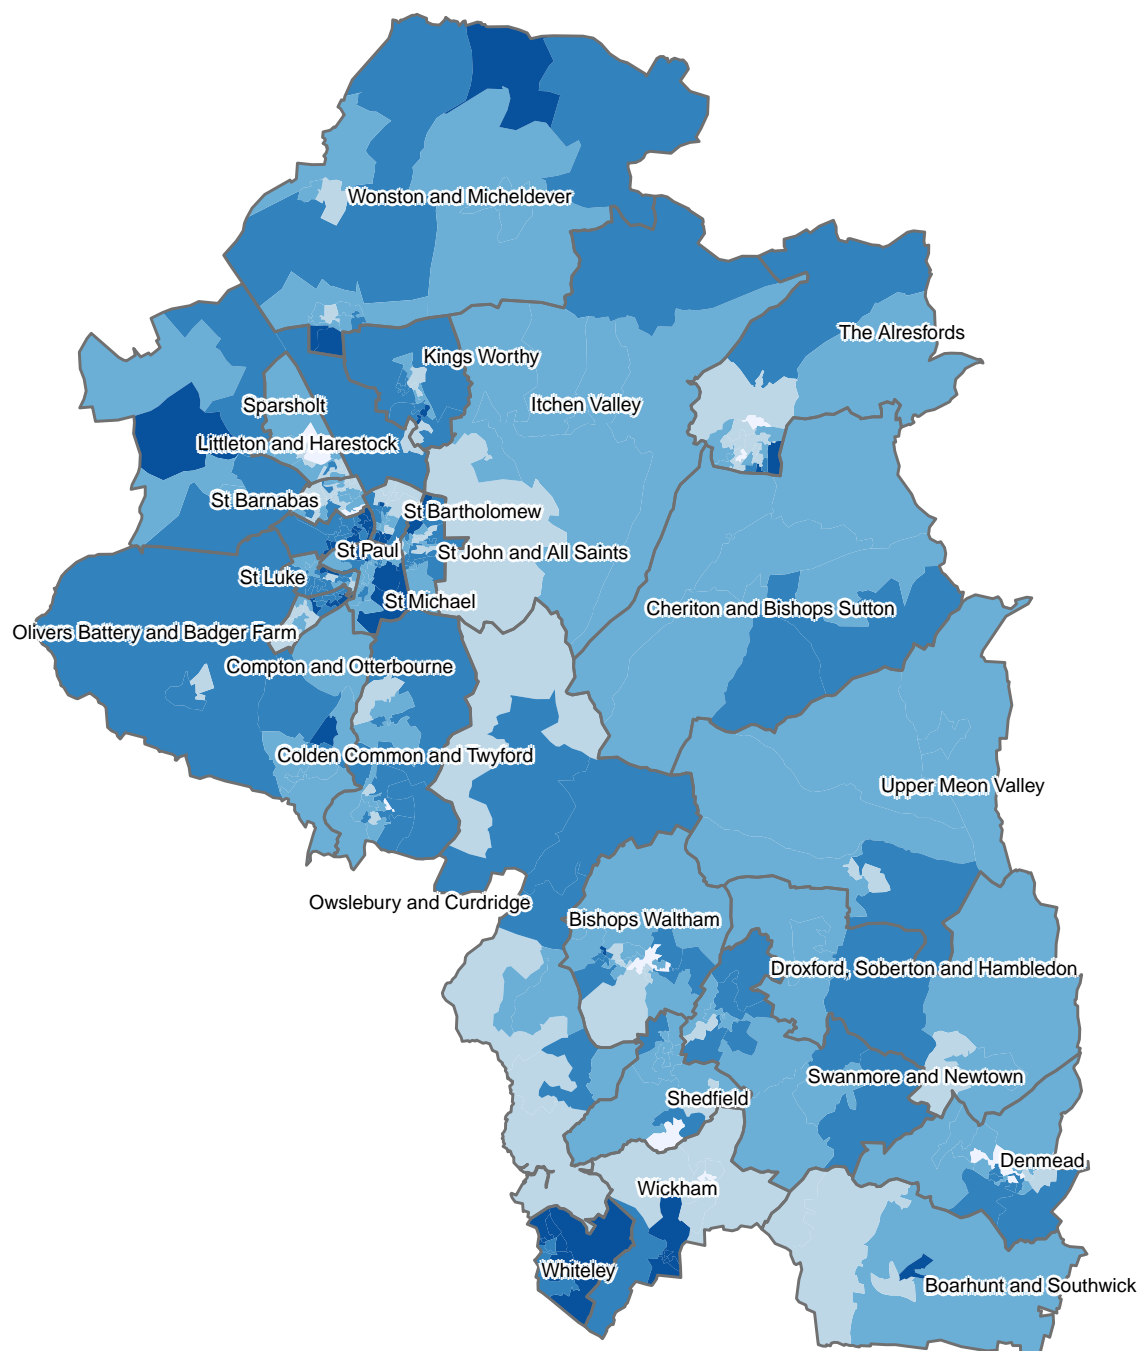 Wonston and Micheldever
The Alresfords
Kings Worthy
Sparsholt
Itchen Valley
Littleton and Harestock
St Barnabas
St Bartholomew
St Paul
St John and All Saints
St Luke
St Michael
Cheriton and Bishops Sutton
Olivers Battery and Badger Farm
Compton and Otterbourne
Colden Common and Twyford
Upper Meon Valley
Owslebury and Curdridge
Bishops Waltham
Droxford, Soberton and Hambledon
Swanmore and Newtown
Shedfield
Denmead
Wickham
Whiteley
Boarhunt and Southwick